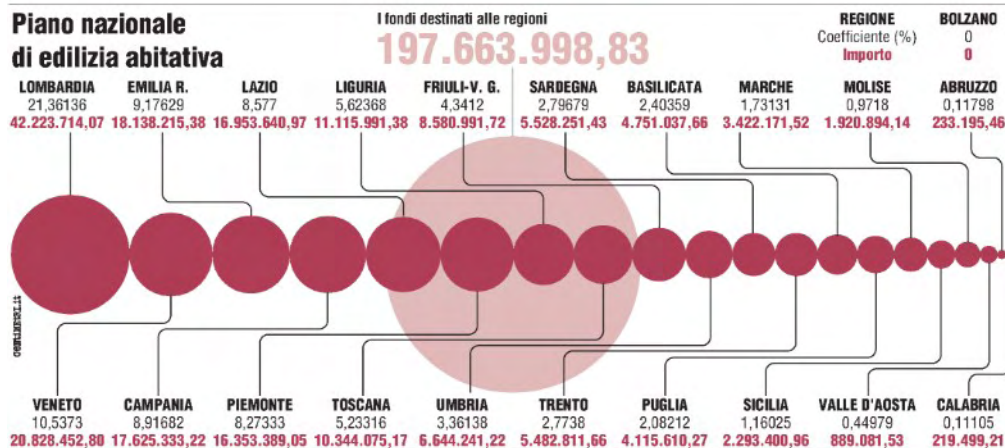 Piano nazionale
di edilizia abitativa
I fondi destinati alle regioni
197.663.998,83
REGIONE
Coefficiente (%)
Importo
BOLZANO
0
0
LOMBARDIA
21,36136
42.223.714,07
EMILIA R.
9,17629
18.138.215,38
LAZIO
8,577
16.953.640,97
LIGURIA
5,62368
11.115.991,38
FRIULI-V. G.
4,3412
8.580.991,72
SARDEGNA
2,79679
5.528.251,43
BASILICATA
2,40359
4.751.037,66
MARCHE
1,73131
3.422.171,52
MOLISE
0,9718
1.920.894,14
ABRUZZO
0,11798
233.195,46
centimetri.it
VENETO
10,5373
20.828.452,80
CAMPANIA
8,91682
17.625.333,22
PIEMONTE
8,27333
16.353.389,05
TOSCANA
5,23316
10.344.075,17
UMBRIA
3,36138
6.644.241,22
TRENTO
2,7738
5.482.811,66
PUGLIA
2,08212
4.115.610,27
SICILIA
1,16025
2.293.400,96
VALLE D'AOSTA
0,44979
889.081,53
CALABRIA
0,11105
219.499,21